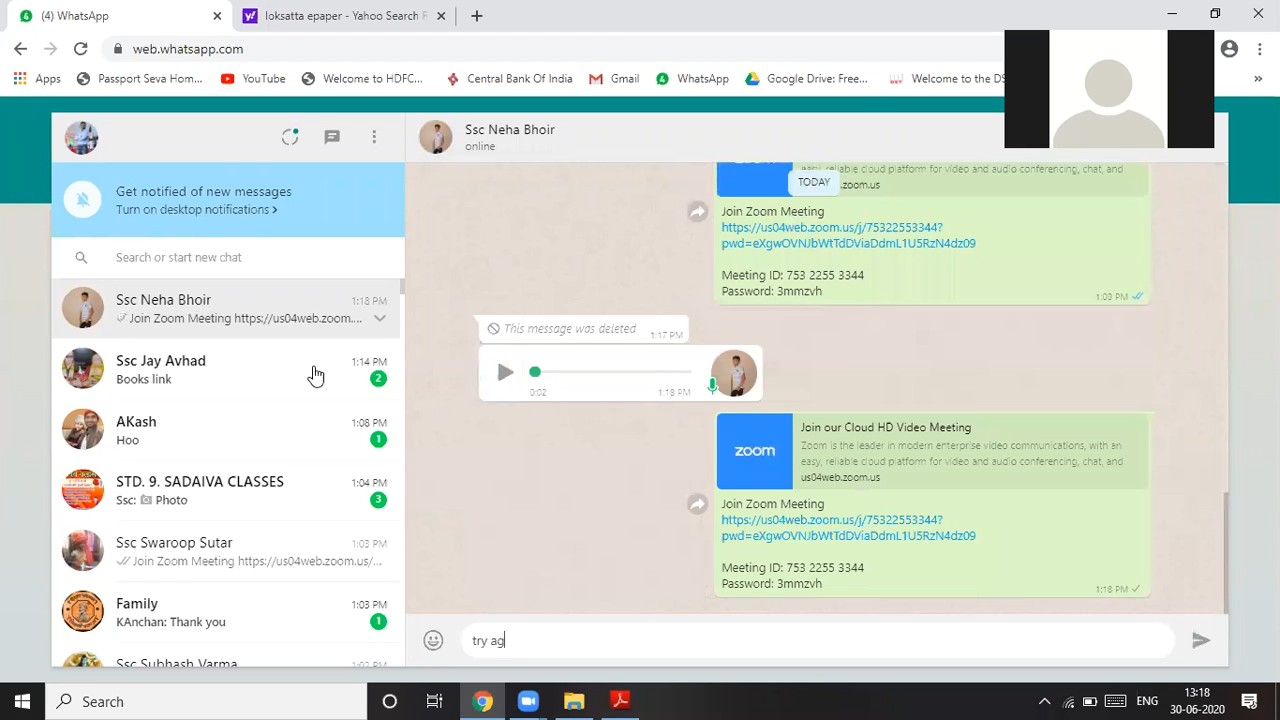 (4) WhatsApp
loksatta epaper - Yahoo Search R
web.whatsapp.com
Apps
Passport Seva Hom...
YouTube
Welcome to HDFC...
Central Bank Of India
Gmail
WhatsApp
Google Drive: Free...
Welcome to the DS
»
Get notified of new messages
Turn on desktop notifications >
Search or start new chat
Ssc Neha Bhoir
1:18 PM
Join Zoom Meeting https://us04web.zoom....
Ssc Jay Avhad
1:14 PM
Books link
2
AKash
1:08 PM
Hoo
1
STD. 9. SADAIVA CLASSES
1:04 PM
Ssc: Photo
3
Ssc Swaroop Sutar
1:03 PM
Join Zoom Meeting https://us04web.zoom.us/...
Family
1:03 PM
KAnchan: Thank you
1
Ssc Subhash Varma
Ssc Neha Bhoir
online
easy, reliable cloud platform for video and audio conferencing, chat, and
.zoom.us
TODAY
Join Zoom Meeting
https://us04web.zoom.us/j/75322553344?
pwd=eXgwOVNJbWtTdDViaDdmL1U5RzN4dz09
Meeting ID: 753 2255 3344
Password: 3mmzvh
1:03 PM
This message was deleted
1:17 PM
0:02
1:18 PM
zoom
Join our Cloud HD Video Meeting
Zoom is the leader in modern enterprise video communications, with an
easy, reliable cloud platform for video and audio conferencing, chat, and
us04web.zoom.us
Join Zoom Meeting
https://us04web.zoom.us/j/75322553344?
pwd=eXgwOVNJbWtTdDViaDdmL1U5RzN4dz09
Meeting ID: 753 2255 3344
Password: 3mmzvh
1:18 PM
try ag
Search
ENG
13:18
30-06-2020